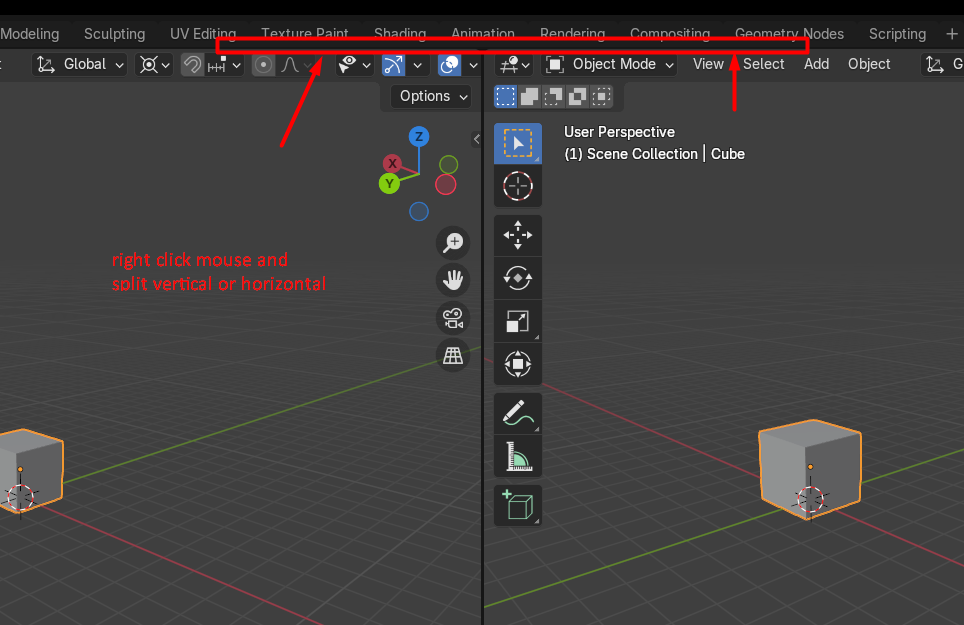 Modeling Sculpting UV Editing Texture Paint Shading Animation Rendering Compositing Geometry Nodes Scripting +
Global Object Mode View Select Add Object G
Options
User Perspective
(1) Scene Collection | Cube
Z
X
Y
right click mouse and
split vertical or horizontal